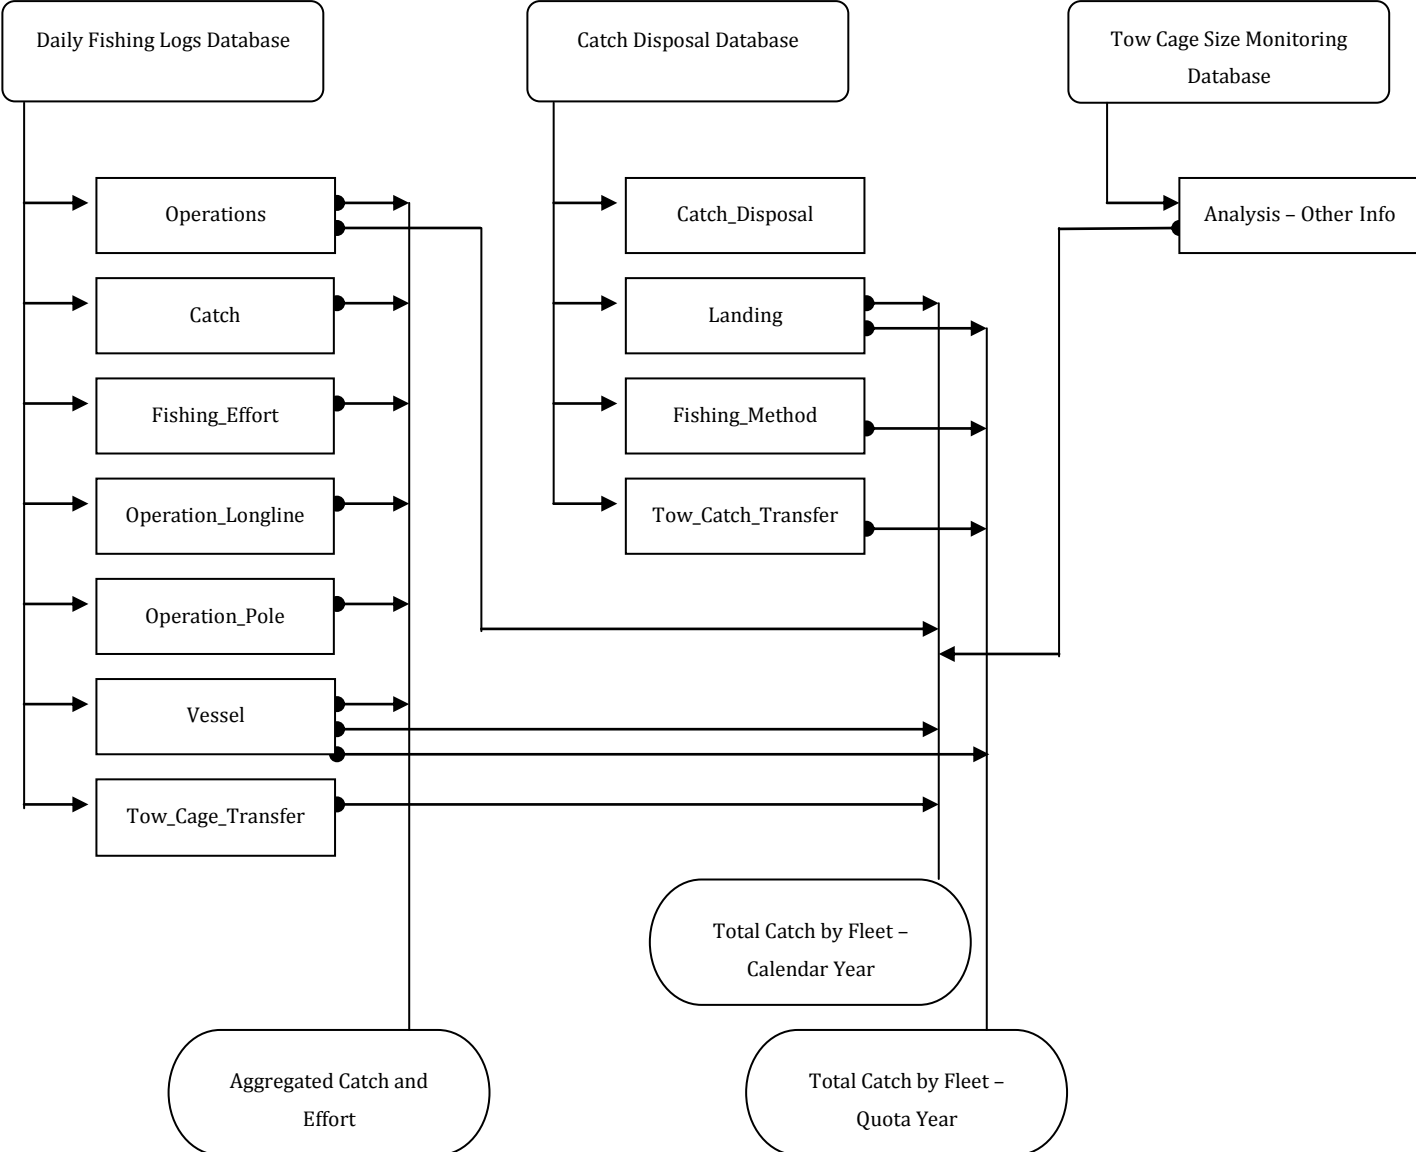 Daily Fishing Logs Database
Catch Disposal Database
Tow Cage Size Monitoring
Database
Operations
Catch_Disposal
Analysis – Other Info
Catch
Landing
Fishing_Effort
Fishing_Method
Operation_Longline
Tow_Catch_Transfer
Operation_Pole
Vessel
Tow_Cage_Transfer
Total Catch by Fleet –
Calendar Year
Aggregated Catch and
Effort
Total Catch by Fleet –
Quota Year